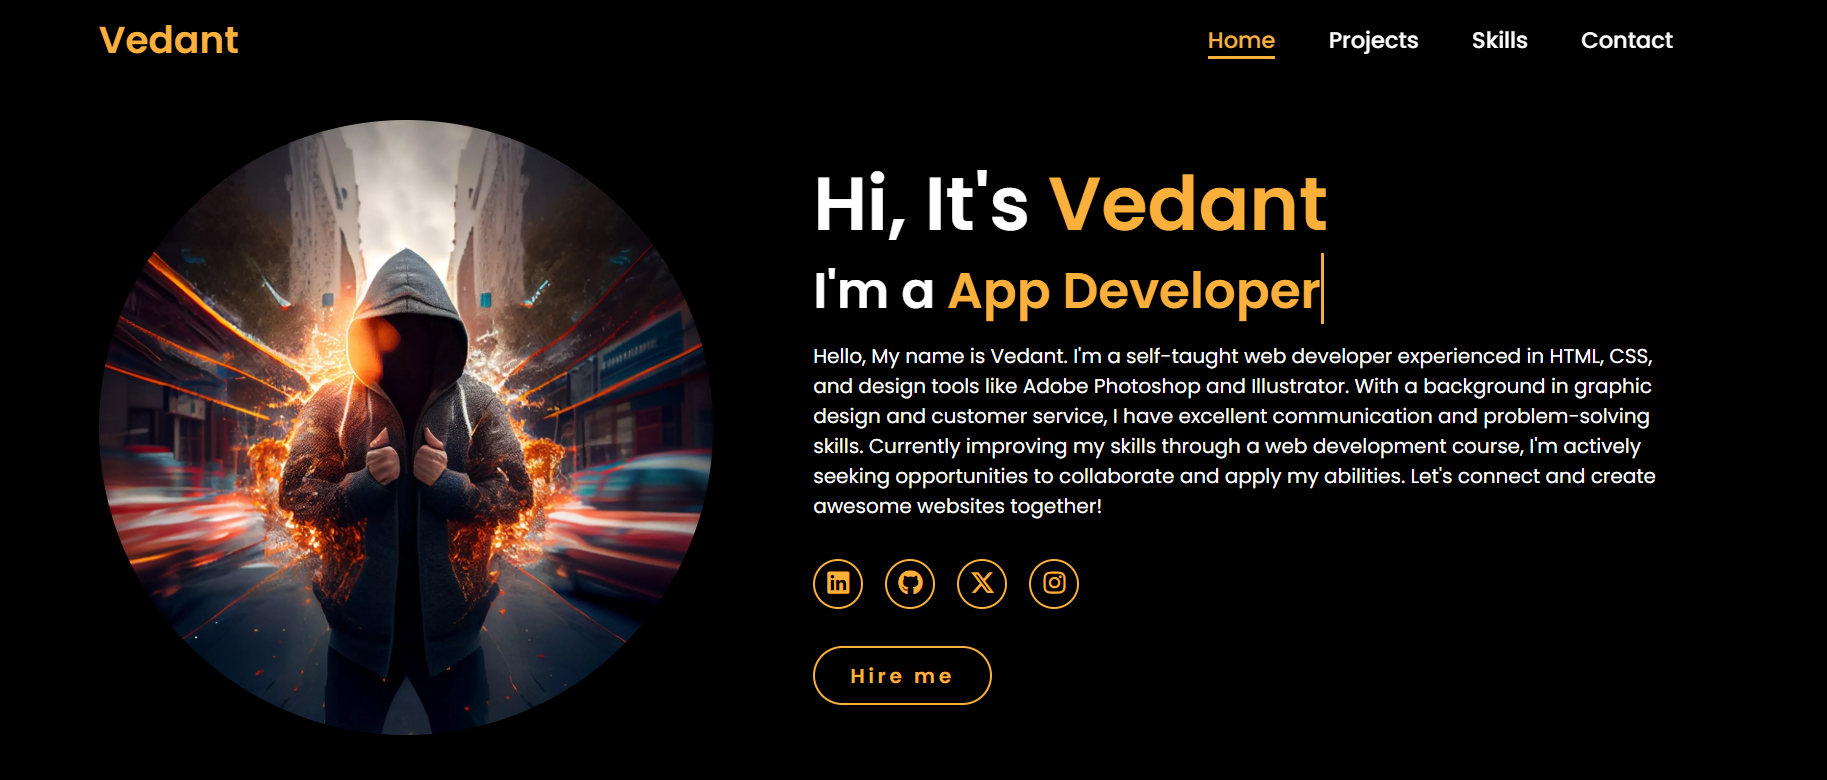 Vedant
Home Projects Skills Contact
Hi, It's Vedant
I'm a App Developer
Hello, My name is Vedant. I'm a self-taught web developer experienced in HTML, CSS,
and design tools like Adobe Photoshop and Illustrator. With a background in graphic
design and customer service, I have excellent communication and problem-solving
skills. Currently improving my skills through a web development course, I'm actively
seeking opportunities to collaborate and apply my abilities. Let's connect and create
awesome websites together!
Hire me